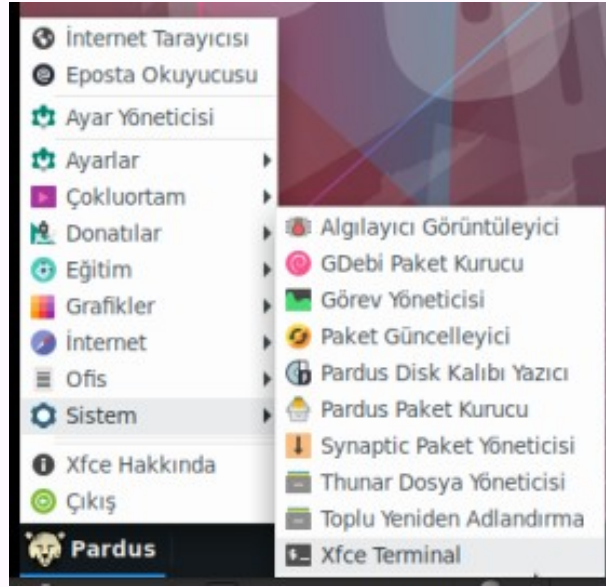 İnternet Tarayıcısı
Eposta Okuyucusu
Ayar Yöneticisi
Ayarlar
Çokluortam
Donatılar
Eğitim
Grafikler
İnternet
Ofis
Sistem
Xfce Hakkında
Çıkış
Pardus
Algılayıcı Görüntüleyici
GDebi Paket Kurucu
Görev Yöneticisi
Paket Güncelleyici
Pardus Disk Kalıbı Yazıcı
Pardus Paket Kurucu
Synaptic Paket Yöneticisi
Thunar Dosya Yöneticisi
Toplu Yeniden Adlandırma
Xfce Terminal